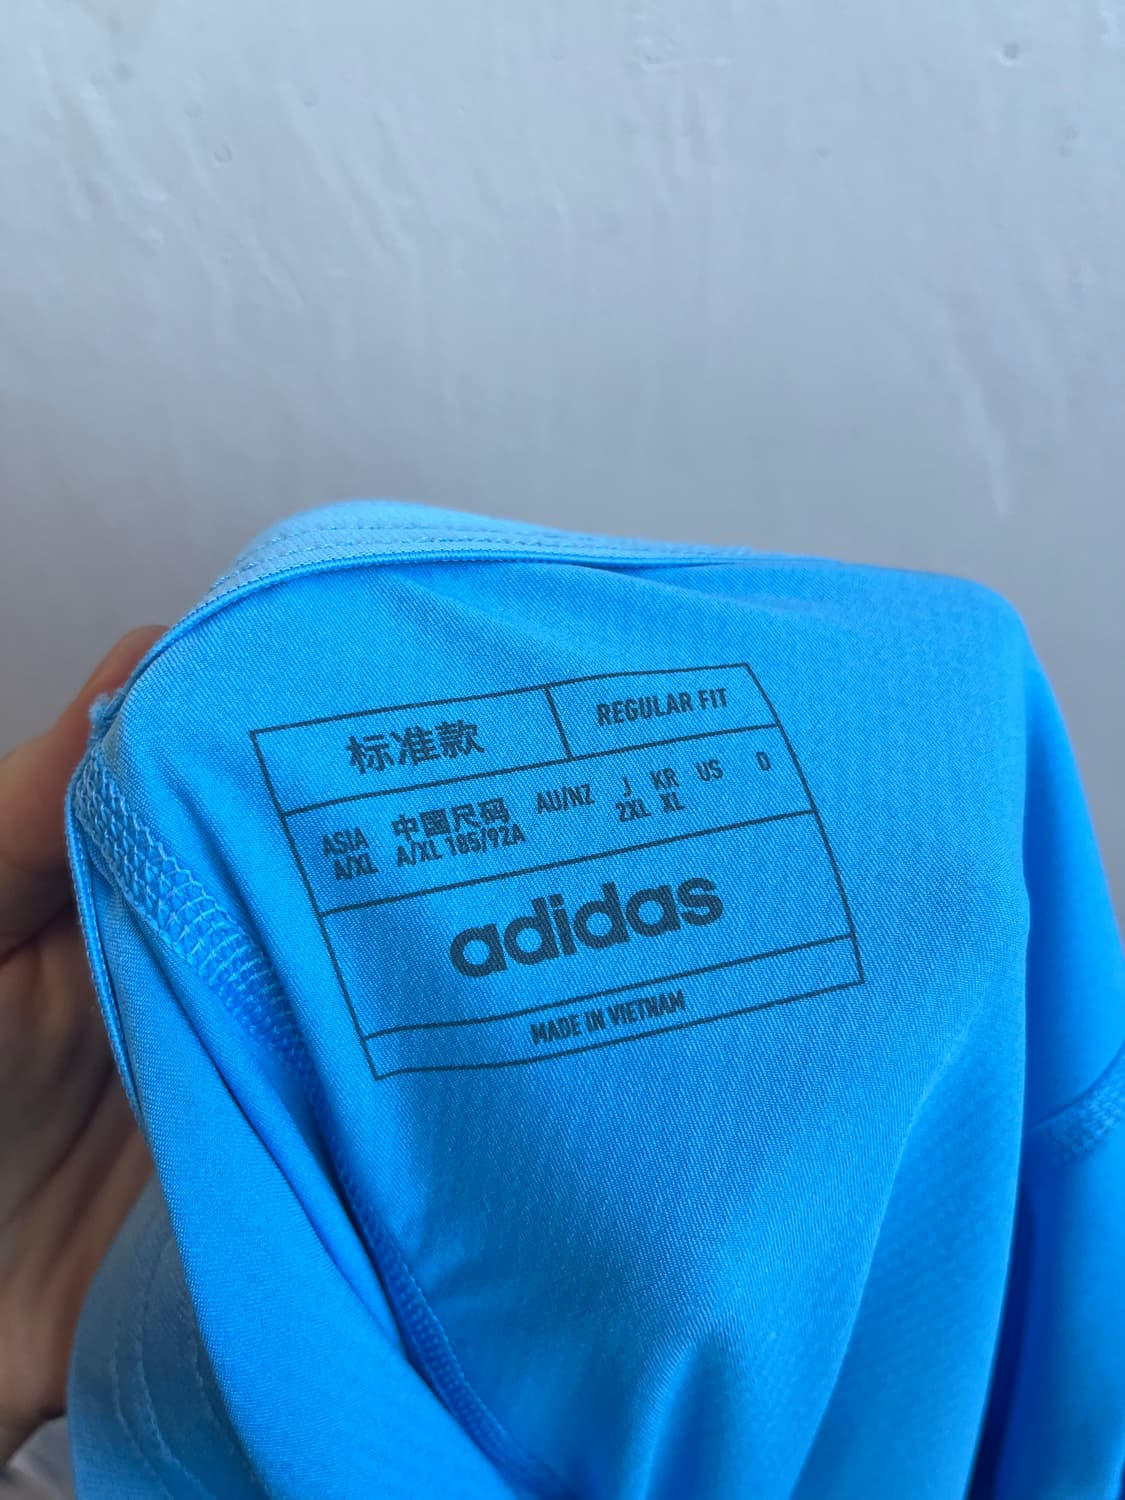 标准款 REGULAR FIT
ASIA 中国尺码 AU/NZ J KR US D
A/XL A/XL 185/92A 2XL XL
adidas
MADE IN VIETNAM